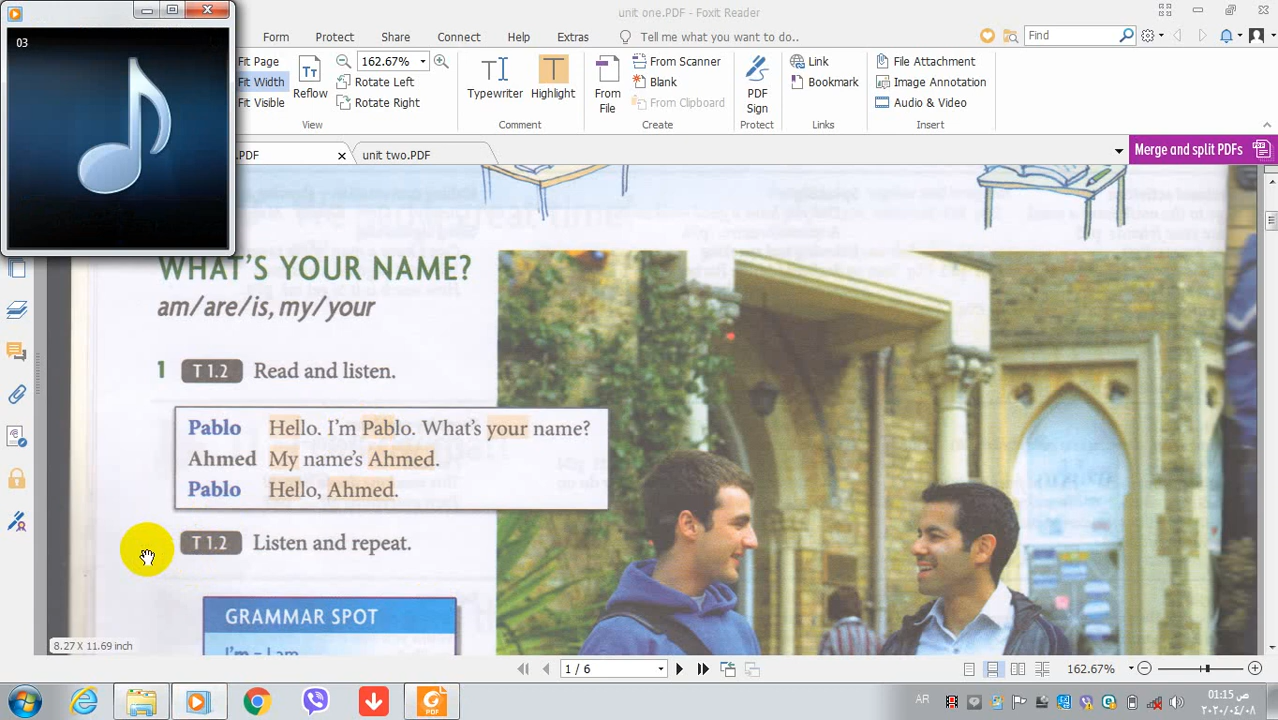 unit one.PDF - Foxit Reader
03
Form Protect Share Connect Help Extras Tell me what you want to do.. Find
Fit Page
Fit Width
Fit Visible
Reflow
162.67%
Rotate Left
Rotate Right
View
Typewriter
Highlight
Comment
From File
From Scanner
Blank
From Clipboard
Create
PDF Sign
Protect
Link
Bookmark
Links
File Attachment
Image Annotation
Audio & Video
Insert
.PDF
unit two.PDF
Merge and split PDFs
WHAT'S YOUR NAME?
am/are/is, my/your
1 T 1.2 Read and listen.
Pablo Hello. I'm Pablo. What's your name?
Ahmed My name's Ahmed.
Pablo Hello, Ahmed.
T 1.2 Listen and repeat.
GRAMMAR SPOT
I'm = I am
8.27 X 11.69 inch
1 / 6
162.67%
PDF
AR
01:15 ص
٢٠٢٠/٠٤/٠٨